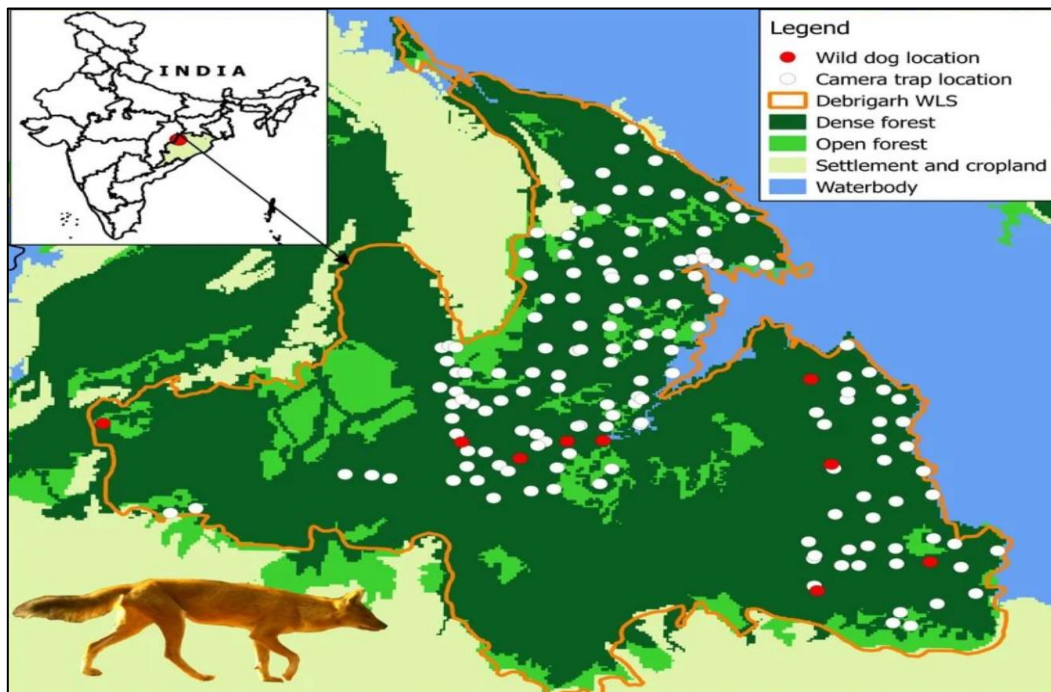 INDIA
Legend
Wild dog location
Camera trap location
Debrigarh WLS
Dense forest
Open forest
Settlement and cropland
Waterbody